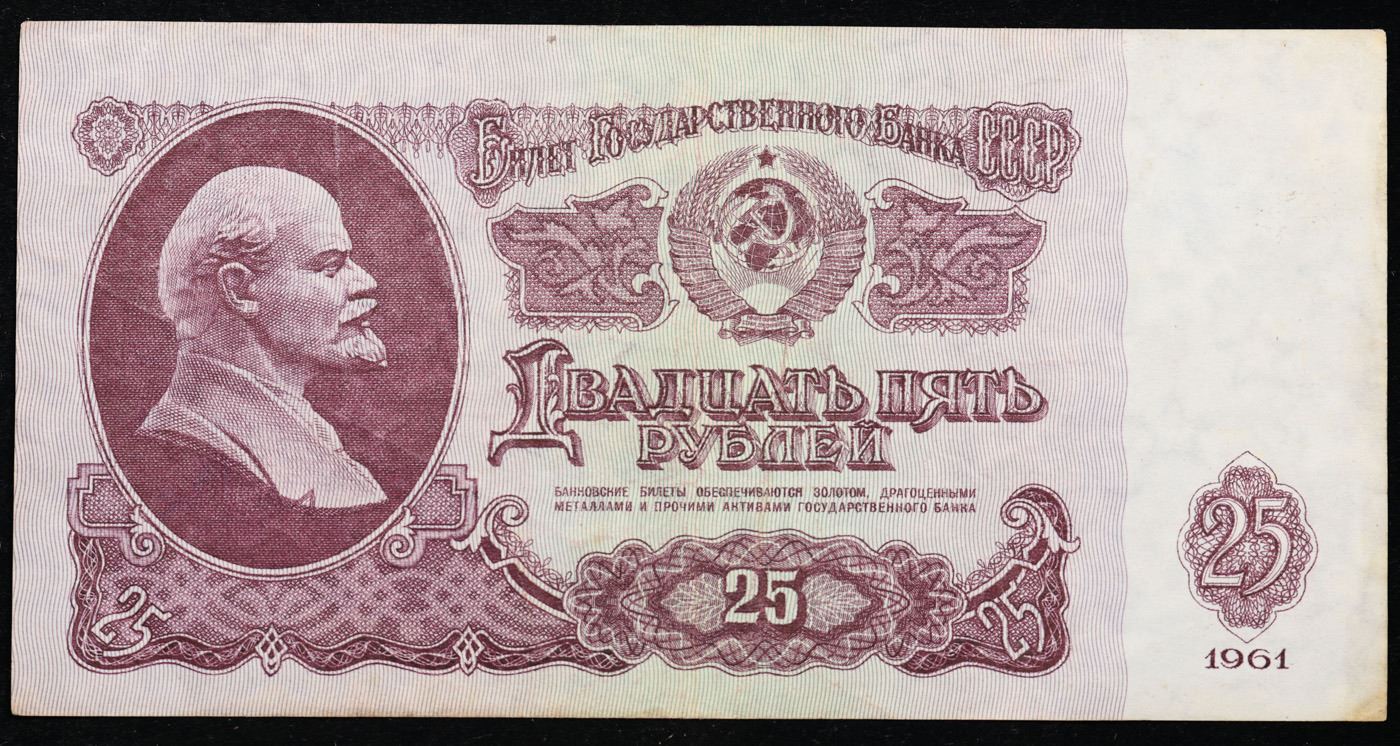 Билет Государственного Банка СССР
Двадцать пять
рублей
БАНКОВСКИЕ БИЛЕТЫ ОБЕСПЕЧИВАЮТСЯ ЗОЛОТОМ, ДРАГОЦЕННЫМИ
МЕТАЛЛАМИ И ПРОЧИМИ АКТИВАМИ ГОСУДАРСТВЕННОГО БАНКА
25
25
25
25
1961